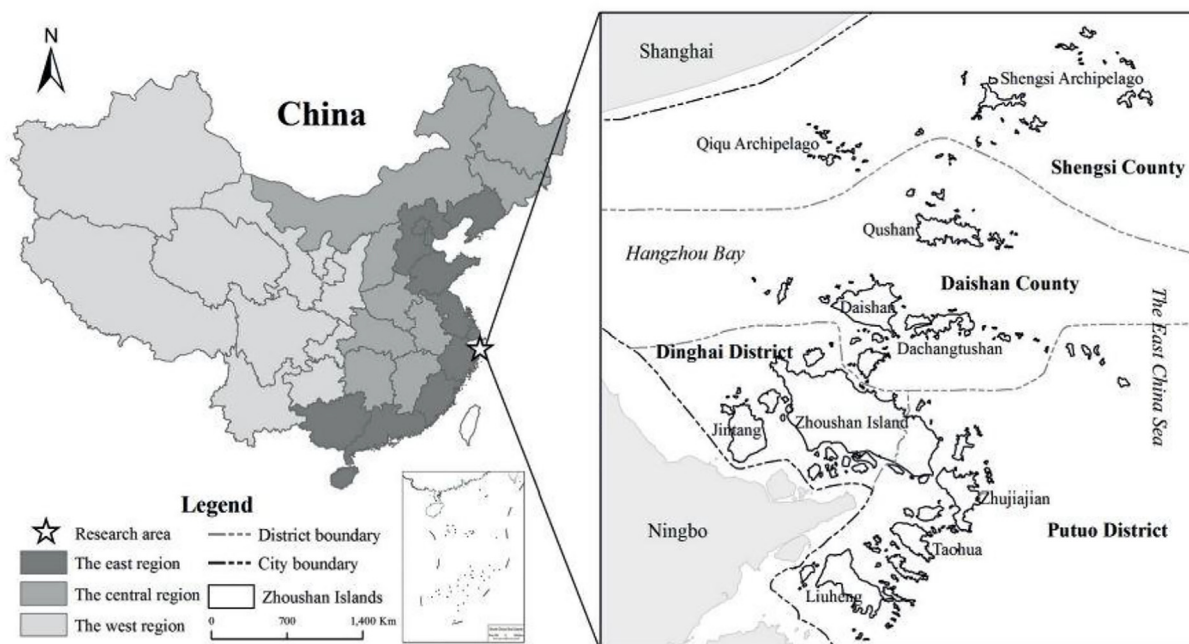 N
China
Legend
Research area
The east region
The central region
The west region
District boundary
City boundary
Zhoushan Islands
0 700 1,400 Km
Shanghai
Shengsi Archipelago
Qiqu Archipelago
Shengsi County
Qushan
Hangzhou Bay
Daishan County
Daishan
Dachangtushan
Dinghai District
The East China Sea
Jintang
Zhoushan Island
Zhujiajian
Ningbo
Putuo District
Taohua
Liuheng